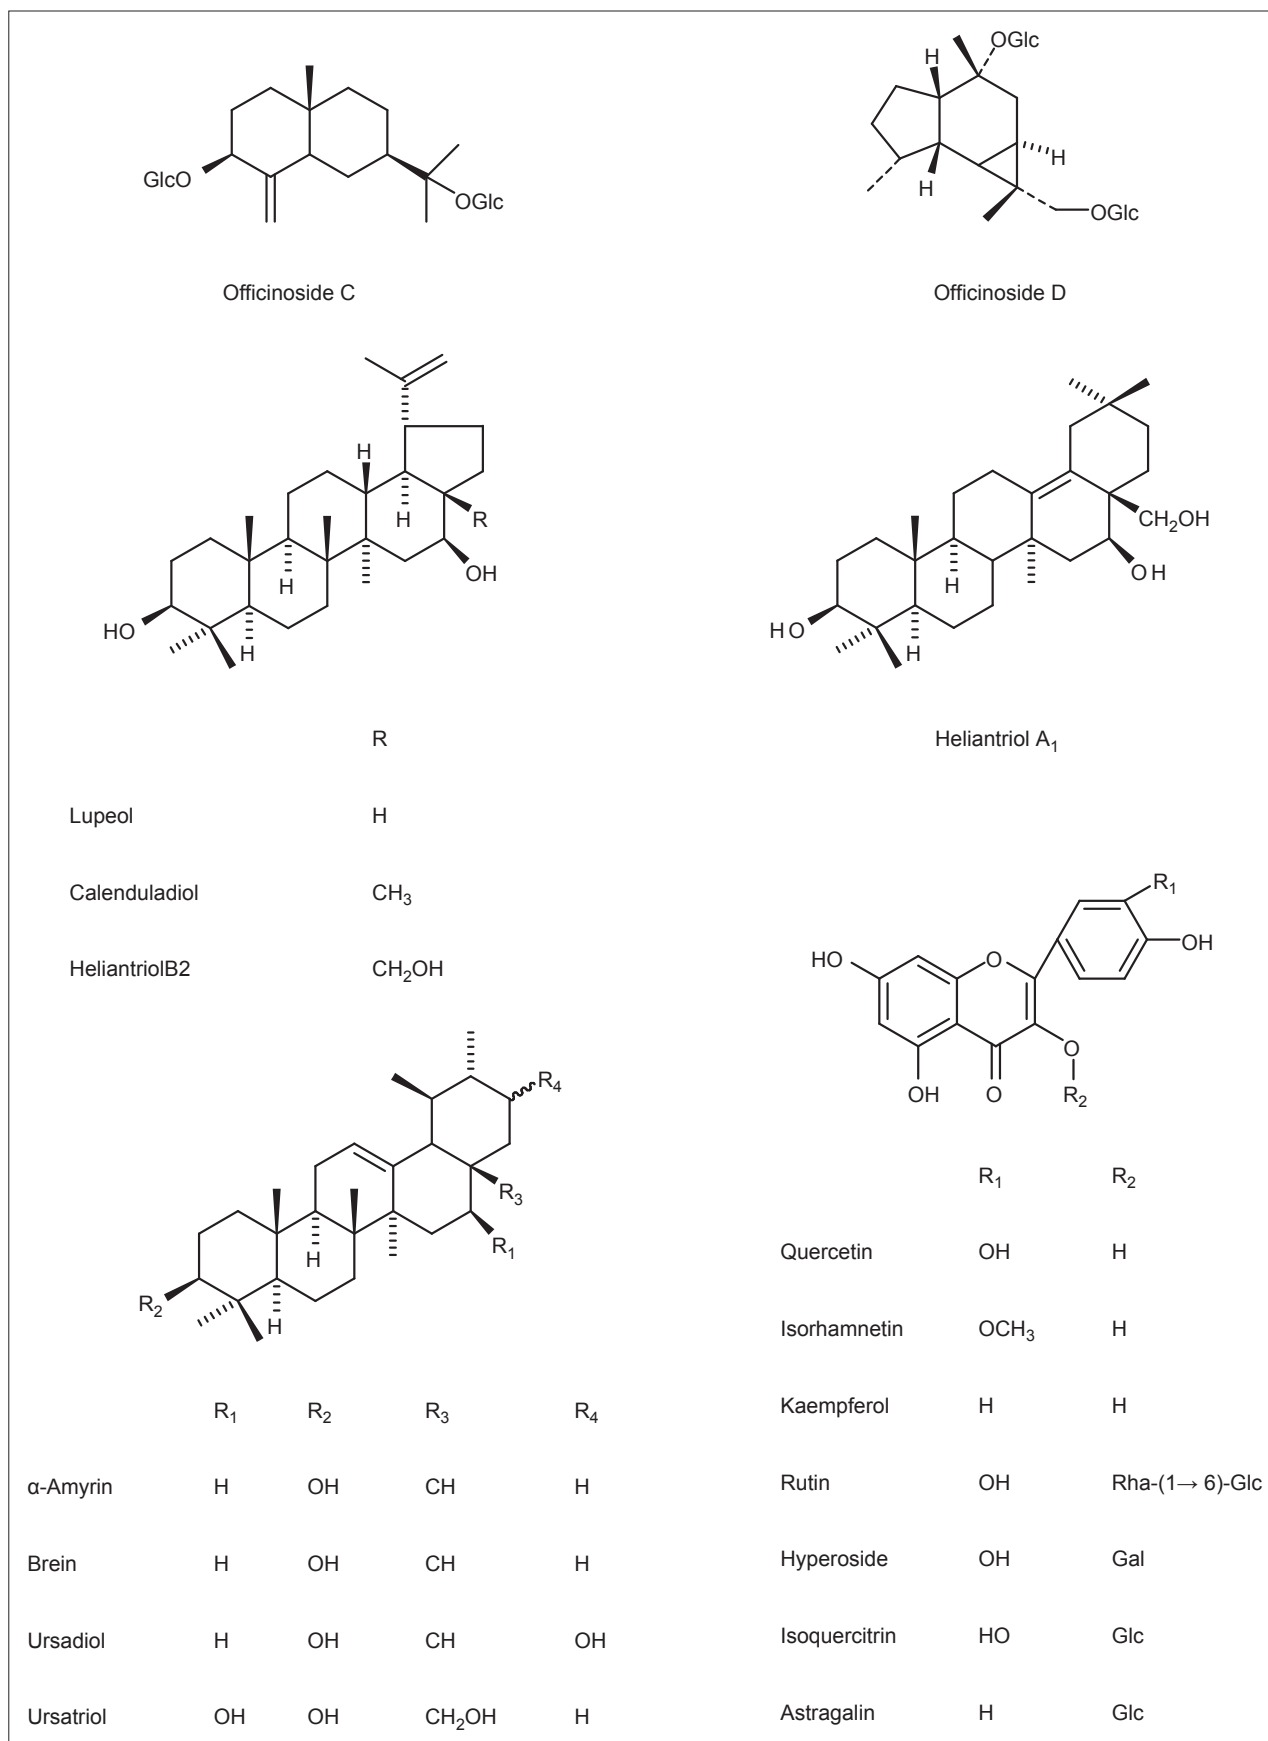 GlcO
OGlc
Officinoside C
OGlc
H
H
H
OGlc
Officinoside D
H
H
R
H
OH
HO
H
CH2OH
H
OH
HO
H
R
Lupeol H
Calenduladiol CH3
HeliantriolB2 CH2OH
Heliantriol A1
R1
HO
O
OH
O
OH
O
R2
R4
R3
H
R1
R2
H
R1 R2 R3 R4
α-Amyrin H OH CH H
Brein H OH CH H
Ursadiol H OH CH OH
Ursatriol OH OH CH2OH H
R1 R2
Quercetin OH H
Isorhamnetin OCH3 H
Kaempferol H H
Rutin OH Rha-(1→ 6)-Glc
Hyperoside OH Gal
Isoquercitrin HO Glc
Astragalin H Glc